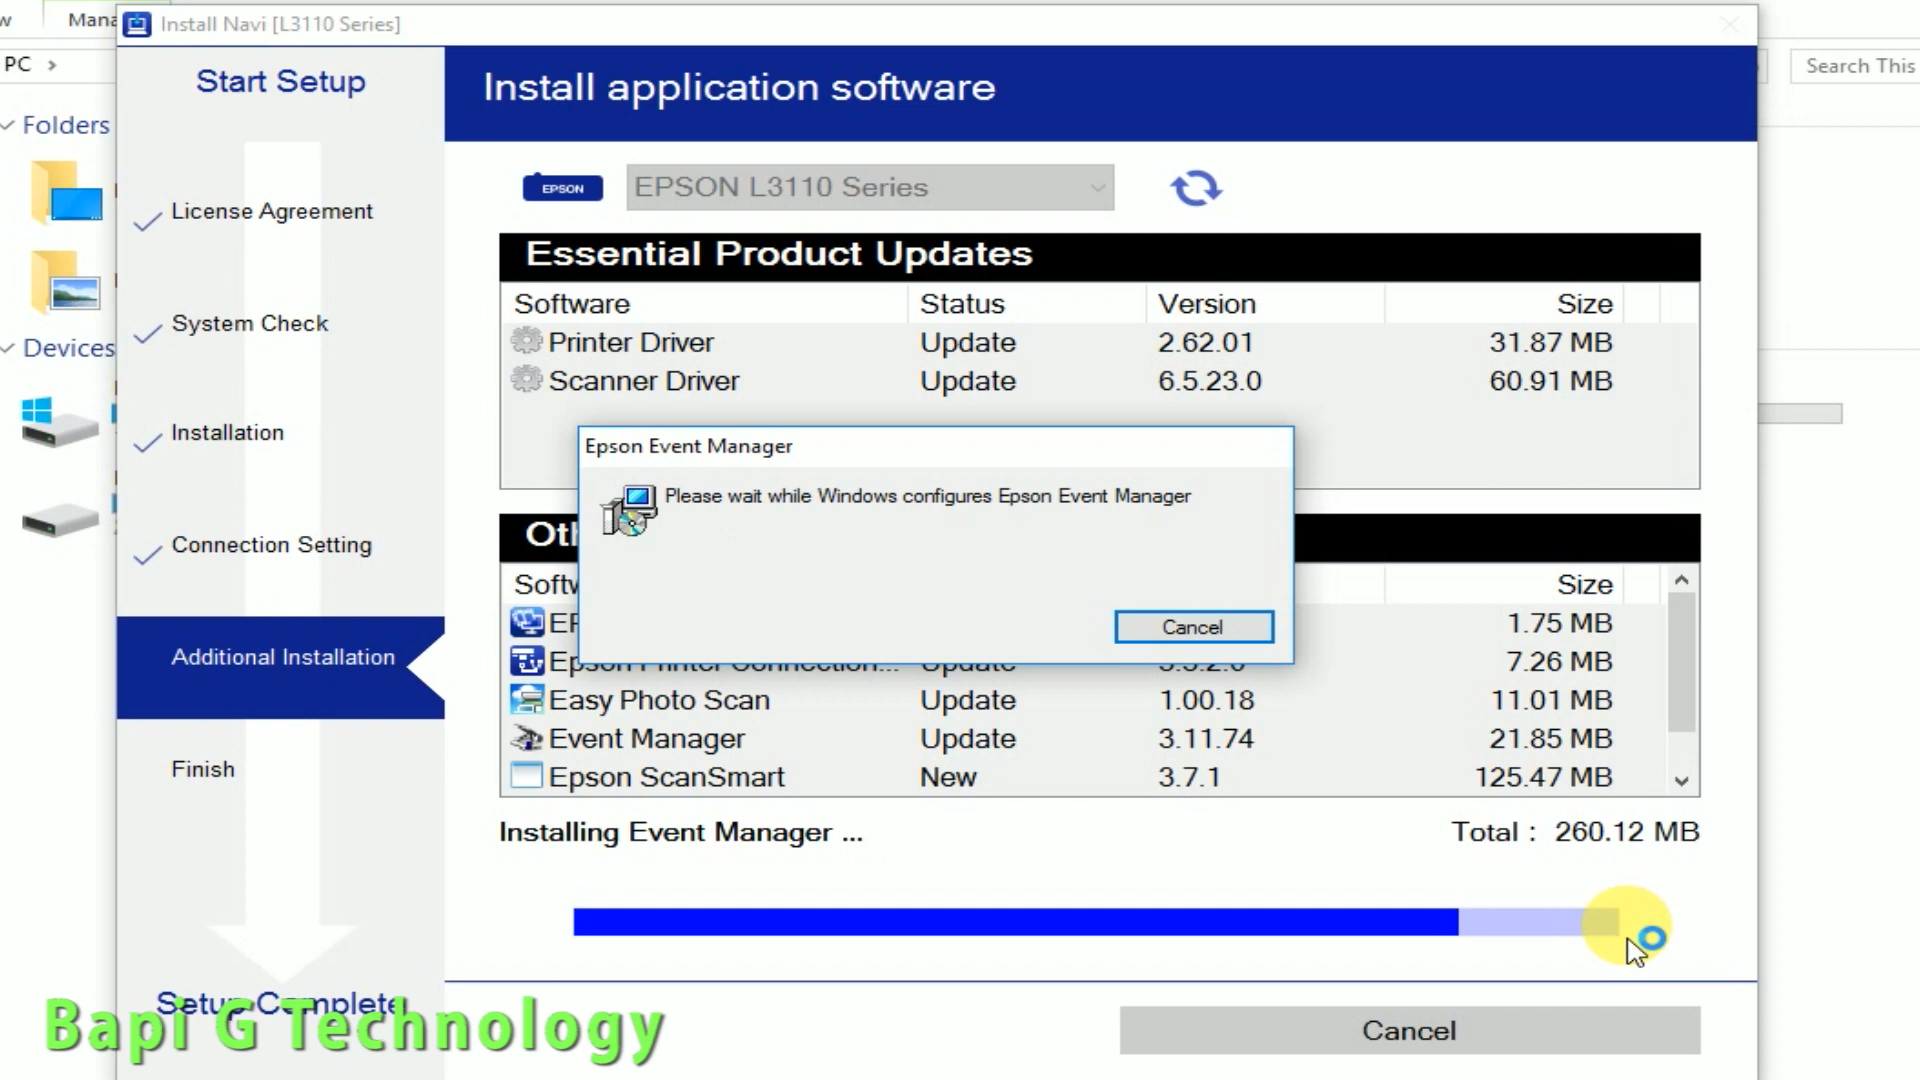 Mana
Install Navi [L3110 Series]
PC
Search This
Start Setup
Install application software
Folders
EPSON
EPSON L3110 Series
License Agreement
Essential Product Updates
Software Status Version Size
System Check
Printer Driver Update 2.62.01 31.87 MB
Devices
Scanner Driver Update 6.5.23.0 60.91 MB
Installation
Epson Event Manager
Please wait while Windows configures Epson Event Manager
Cancel
Connection Setting
Size
1.75 MB
Additional Installation
7.26 MB
Easy Photo Scan Update 1.00.18 11.01 MB
Event Manager Update 3.11.74 21.85 MB
Finish
Epson ScanSmart New 3.7.1 125.47 MB
Installing Event Manager ...
Total : 260.12 MB
Setup Complete
Bapi G Technology
Cancel